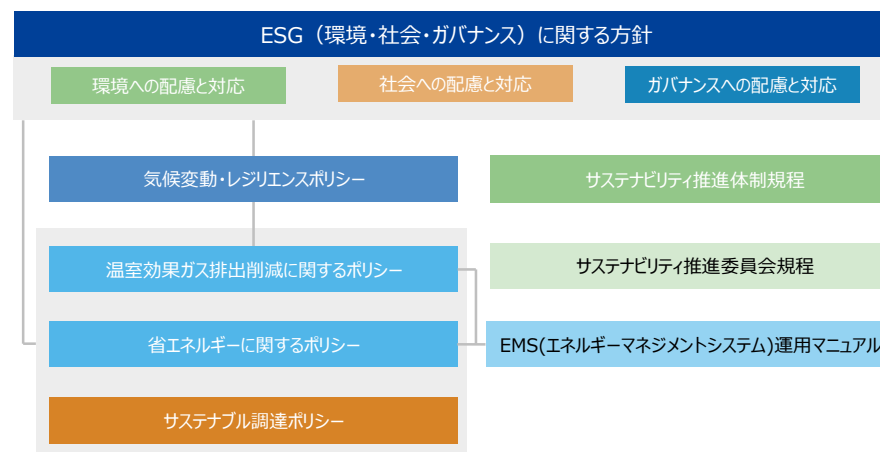 ESG（環境・社会・ガバナンス）に関する方針
環境への配慮と対応
社会への配慮と対応
ガバナンスへの配慮と対応
気候変動・レジリエンスポリシー
サステナビリティ推進体制規程
温室効果ガス排出削減に関するポリシー
サステナビリティ推進委員会規程
省エネルギーに関するポリシー
EMS(エネルギーマネジメントシステム)運用マニュアル
サステナブル調達ポリシー